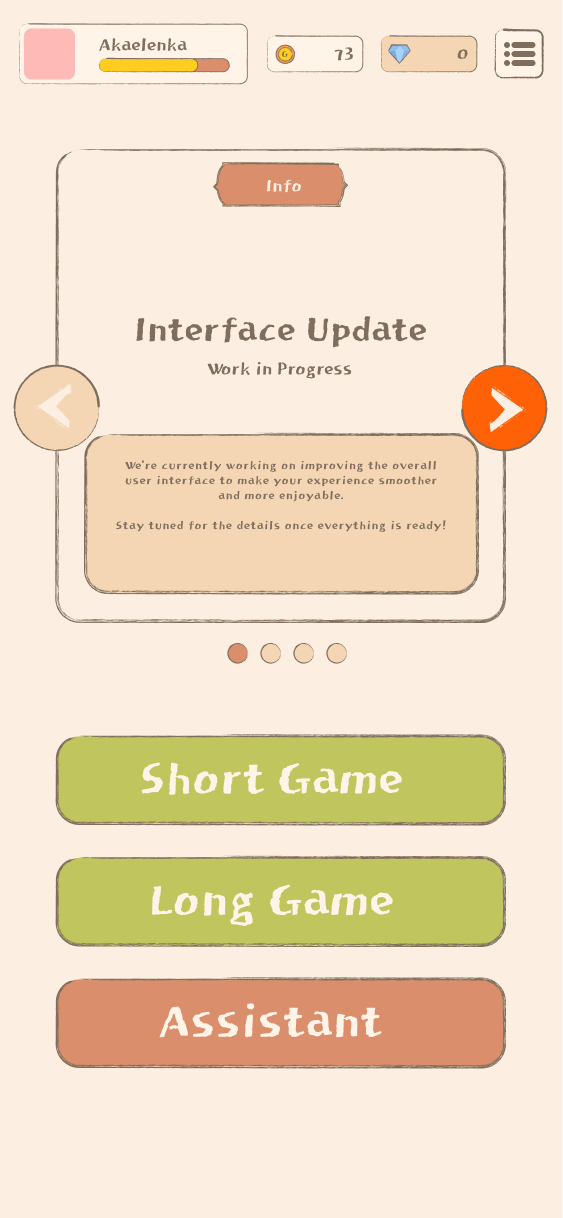 Akaelenka
73
0
Info
Interface Update
Work in Progress
We're currently working on improving the overall
user interface to make your experience smoother
and more enjoyable.
Stay tuned for the details once everything is ready!
Short Game
Long Game
Assistant